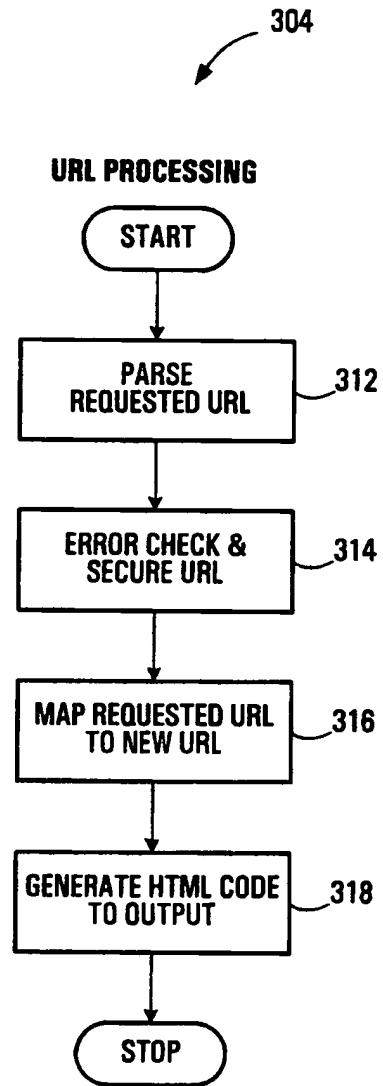 304
URL PROCESSING
START
PARSE
REQUESTED URL
312
ERROR CHECK &
SECURE URL
314
MAP REQUESTED URL
TO NEW URL
316
GENERATE HTML CODE
TO OUTPUT
318
STOP